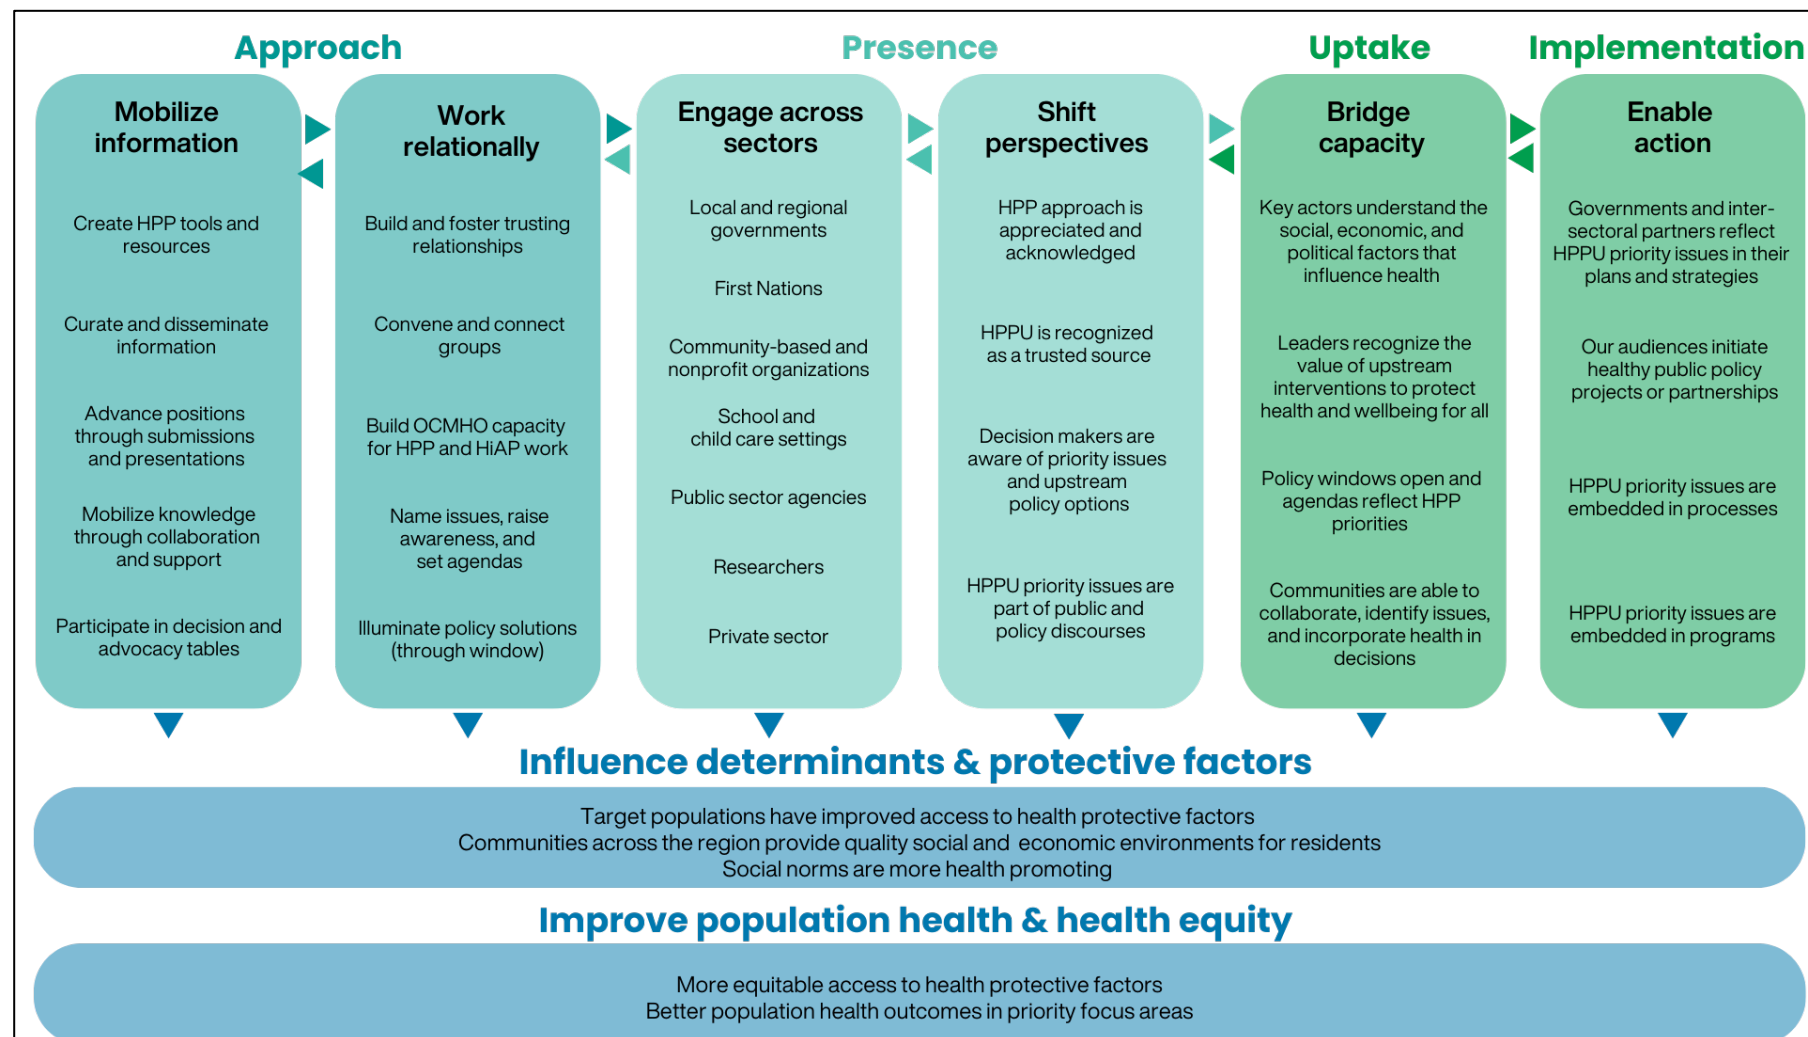 Approach
Presence
Uptake
Implementation
Mobilize
information
Create HPP tools and
resources
Curate and disseminate
information
Advance positions
through submissions
and presentations
Mobilize knowledge
through collaboration
and support
Participate in decision and
advocacy tables
Work
relationally
Build and foster trusting
relationships
Convene and connect
groups
Build OCMHO capacity
for HPP and HiAP work
Name issues, raise
awareness, and
set agendas
Illuminate policy solutions
(through window)
Engage across
sectors
Local and regional
governments
First Nations
Community-based and
nonprofit organizations
School and
child care settings
Public sector agencies
Researchers
Private sector
Shift
perspectives
HPP approach is
appreciated and
acknowledged
HPPU is recognized
as a trusted source
Decision makers are
aware of priority issues
and upstream
policy options
HPPU priority issues are
part of public and
policy discourses
Bridge
capacity
Key actors understand the
social, economic, and
political factors that
influence health
Leaders recognize the
value of upstream
interventions to protect
health and wellbeing for all
Policy windows open and
agendas reflect HPP
priorities
Communities are able to
collaborate, identify issues,
and incorporate health in
decisions
Enable
action
Governments and inter-
sectoral partners reflect
HPPU priority issues in their
plans and strategies
Our audiences initiate
healthy public policy
projects or partnerships
HPPU priority issues are
embedded in processes
HPPU priority issues are
embedded in programs
Influence determinants & protective factors
Target populations have improved access to health protective factors
Communities across the region provide quality social and economic environments for residents
Social norms are more health promoting
Improve population health & health equity
More equitable access to health protective factors
Better population health outcomes in priority focus areas